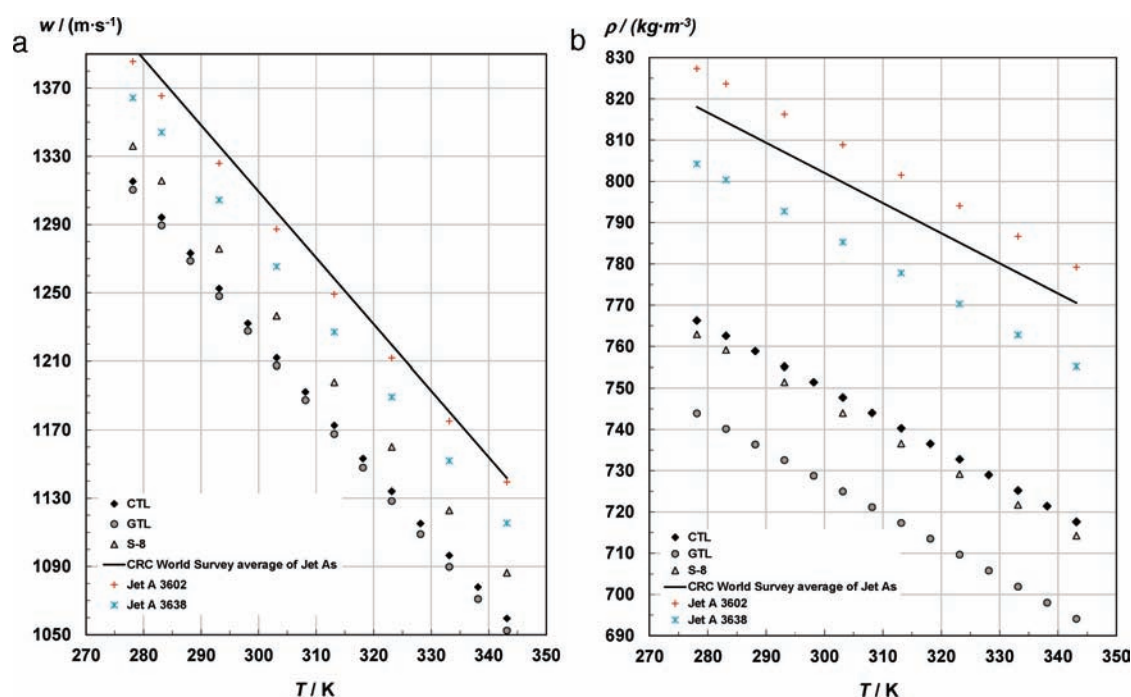 a
w / (m·s⁻¹)
1370
1330
1290
1250
1210
1170
1130
1090
1050
CTL
GTL
S-8
CRC World Survey average of Jet As
Jet A 3602
Jet A 3638
270 280 290 300 310 320 330 340 350
T / K
b
ρ / (kg·m⁻³)
830
820
810
800
790
780
770
760
750
740
730
720
710
700
690
CTL
GTL
S-8
CRC World Survey average of Jet As
Jet A 3602
Jet A 3638
270 280 290 300 310 320 330 340 350
T / K